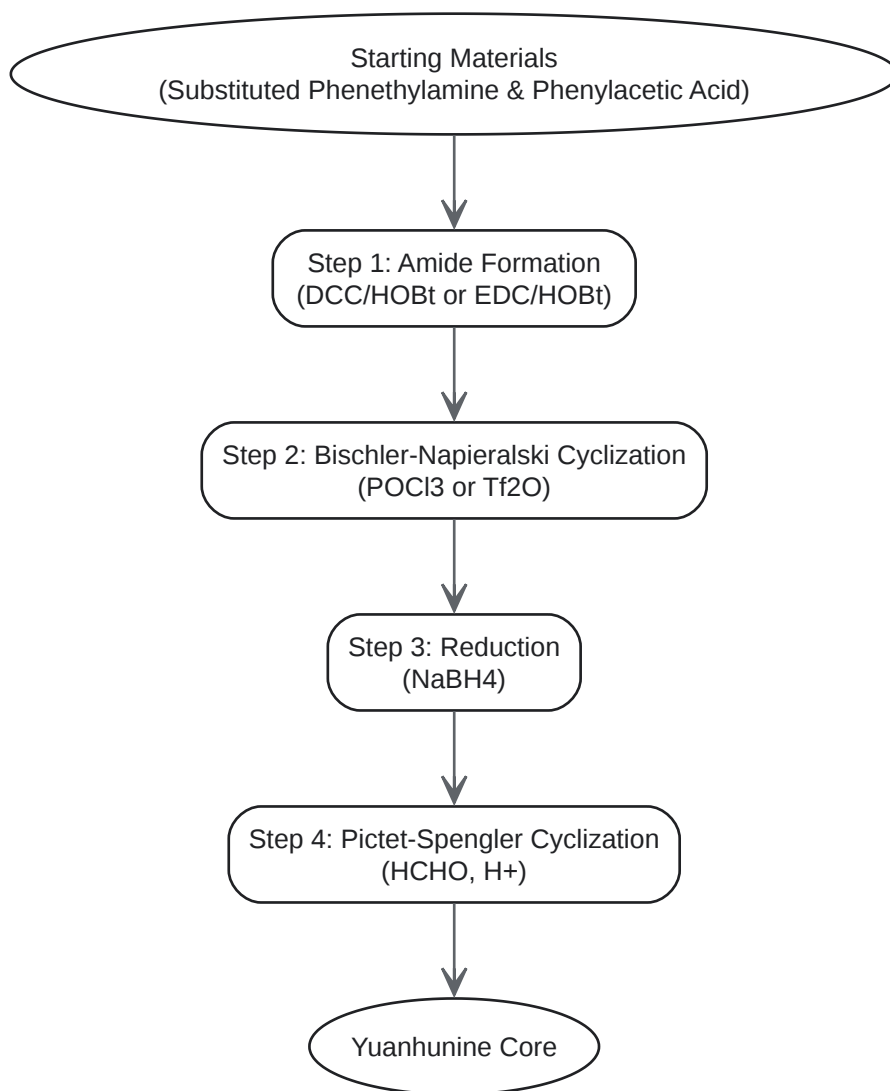 Starting Materials
(Substituted Phenethylamine & Phenylacetic Acid)
Step 1: Amide Formation
(DCC/HOBt or EDC/HOBt)
Step 2: Bischler-Napieralski Cyclization
(POCl3 or Tf2O)
Step 3: Reduction
(NaBH4)
Step 4: Pictet-Spengler Cyclization
(HCHO, H+)
Yuanhunine Core